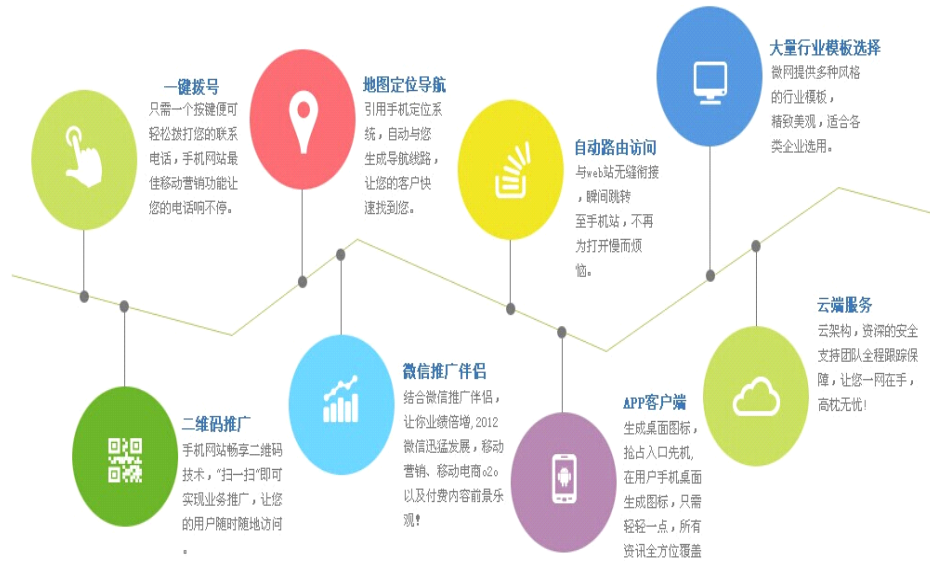 一键拨号
只需一个按键便可
轻松拨打您的联系
电话，手机网站最
佳移动营销功能让
您的电话响不停。
地图定位导航
引用手机定位系
统，自动与您
生成导航线路，
让您的客户快
速找到您。
自动路由访问
与web站无缝衔接
，瞬间跳转
至手机站，不再
为打开慢而烦
恼。
大量行业模板选择
微网提供多种风格
的行业模板，
精致美观，适合各
类企业选用。
二维码推广
手机网站畅享二维码
技术，“扫一扫”即可
实现业务推广，让您
的用户随时随地访问
。
微信推广伴侣
结合微信推广伴侣，
让你业绩倍增,2012
微信迅猛发展，移动
营销、移动电商o2o
以及付费内容前景乐
观！
APP客户端
生成桌面图标，
抢占入口先机,
在用户手机桌面
生成图标，只需
轻轻一点，所有
资讯全方位覆盖
云端服务
云架构，资深的安全
支持团队全程跟踪保
障，让您一网在手，
高枕无忧!